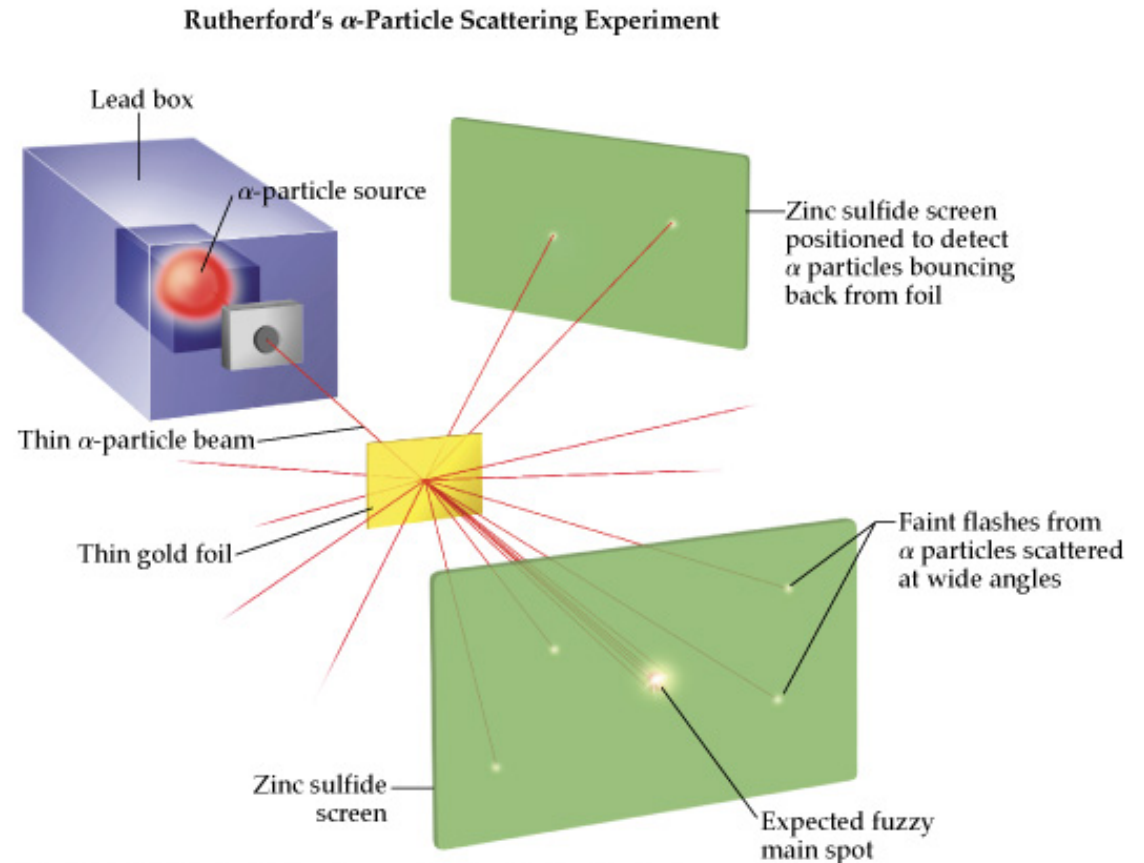 Rutherford's α-Particle Scattering Experiment
Lead box
α-particle source
Zinc sulfide screen
positioned to detect
α particles bouncing
back from foil
Thin α-particle beam
Thin gold foil
Faint flashes from
α particles scattered
at wide angles
Zinc sulfide
screen
Expected fuzzy
main spot